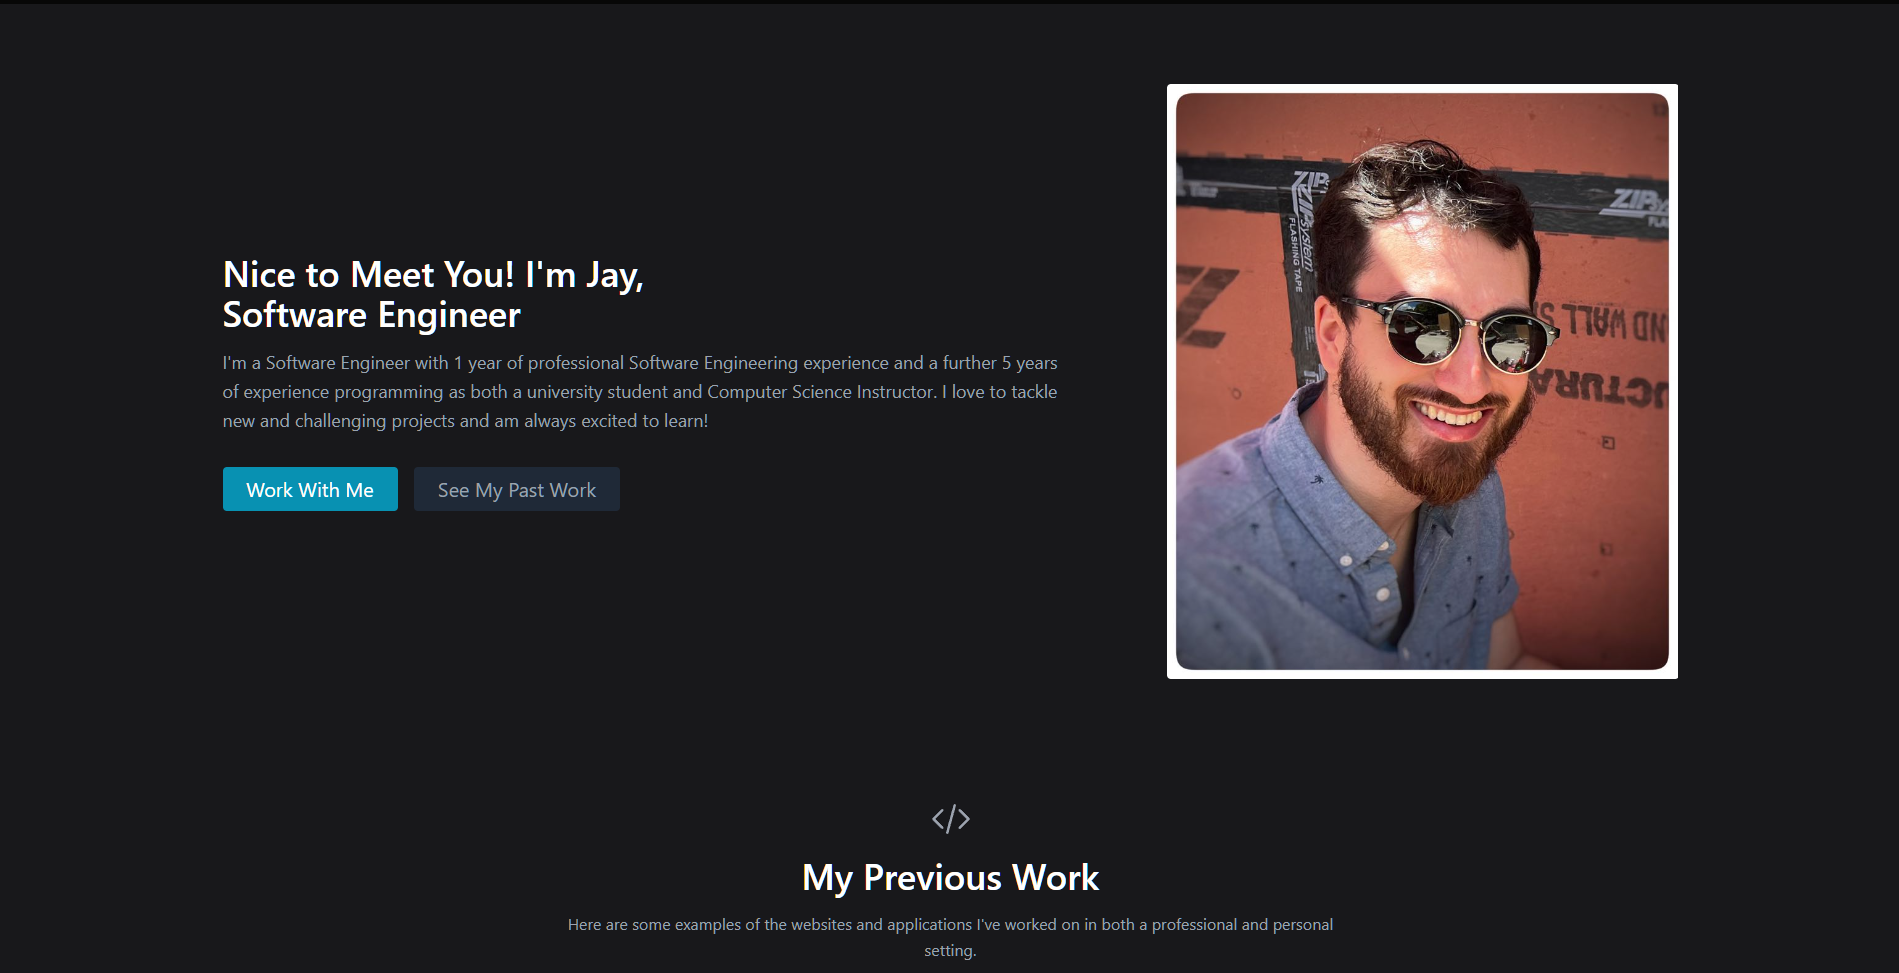 Nice to Meet You! I'm Jay,
Software Engineer
I'm a Software Engineer with 1 year of professional Software Engineering experience and a further 5 years
of experience programming as both a university student and Computer Science Instructor. I love to tackle
new and challenging projects and am always excited to learn!
Work With Me
See My Past Work
ZIP
ZIPsystem
FLASHING TAPE
ZIP
ND WALL S
UCTURA
</>
My Previous Work
Here are some examples of the websites and applications I've worked on in both a professional and personal
setting.